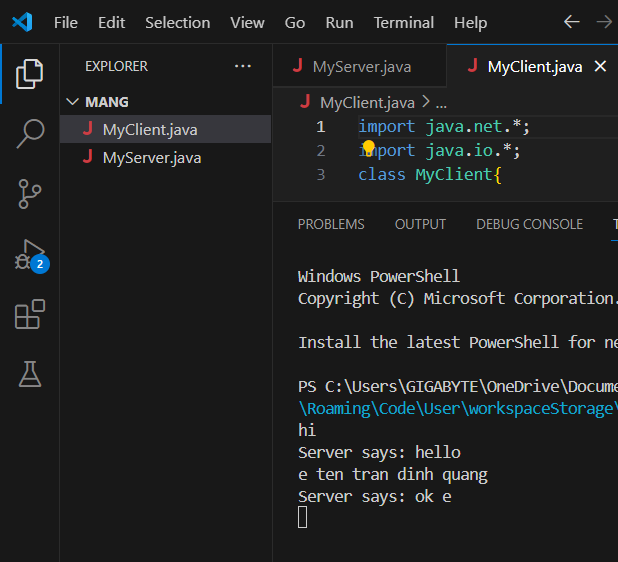 File Edit Selection View Go Run Terminal Help
EXPLORER
MANG
MyClient.java
MyServer.java
2
MyServer.java MyClient.java
MyClient.java > ...
1 import java.net.*;
2 import java.io.*;
3 class MyClient{
PROBLEMS OUTPUT DEBUG CONSOLE
Windows PowerShell
Copyright (C) Microsoft Corporation.
Install the latest PowerShell for
PS C:\Users\GIGABYTE\OneDrive\
\Roaming\Code\User\workspaceStorage\
hi
Server says: hello
e ten tran dinh quang
Server says: ok e